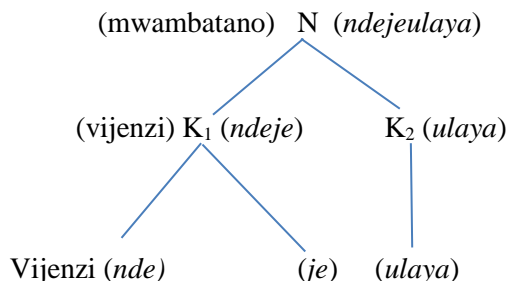 (mwambatano) N (ndejeulaya)
(vijenzi) K₁ (ndeje) K₂ (ulaya)
Vijenzi (nde) (je) (ulaya)